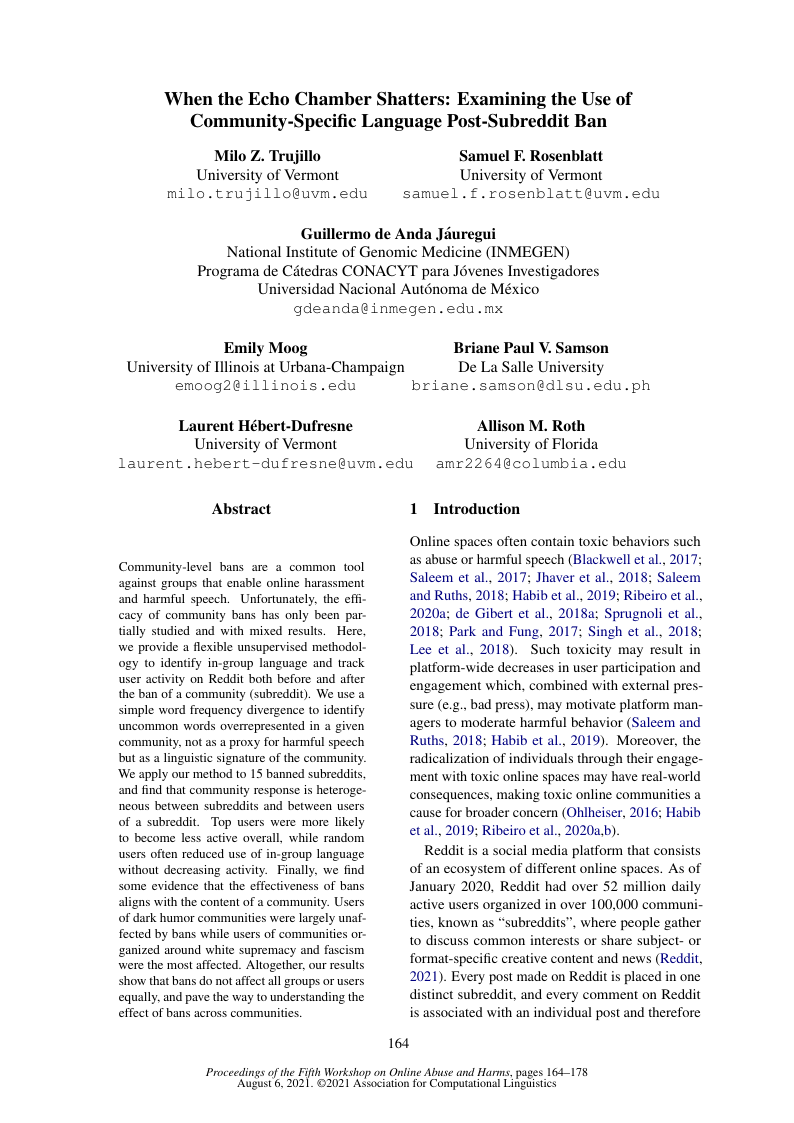 When the Echo Chamber Shatters: Examining the Use of
Community-Specific Language Post-Subreddit Ban
Milo Z. Trujillo
University of Vermont
milo.trujillo@uvm.edu
Samuel F. Rosenblatt
University of Vermont
samuel.f.rosenblatt@uvm.edu
Guillermo de Anda Jáuregui
National Institute of Genomic Medicine (INMEGEN)
Programa de Cátedras CONACYT para Jóvenes Investigadores
Universidad Nacional Autónoma de México
gdeanda@inmegen.edu.mx
Emily Moog
University of Illinois at Urbana-Champaign
emoog2@illinois.edu
Briane Paul V. Samson
De La Salle University
briane.samson@dlsu.edu.ph
Laurent Hébert-Dufresne
University of Vermont
laurent.hebert-dufresne@uvm.edu
Allison M. Roth
University of Florida
amr2264@columbia.edu
Abstract
Community-level bans are a common tool
against groups that enable online harassment
and harmful speech. Unfortunately, the effi-
cacy of community bans has only been par-
tially studied and with mixed results. Here,
we provide a flexible unsupervised methodol-
ogy to identify in-group language and track
user activity on Reddit both before and after
the ban of a community (subreddit). We use a
simple word frequency divergence to identify
uncommon words overrepresented in a given
community, not as a proxy for harmful speech
but as a linguistic signature of the community.
We apply our method to 15 banned subreddits,
and find that community response is heteroge-
neous between subreddits and between users
of a subreddit. Top users were more likely
to become less active overall, while random
users often reduced use of in-group language
without decreasing activity. Finally, we find
some evidence that the effectiveness of bans
aligns with the content of a community. Users
of dark humor communities were largely unaf-
fected by bans while users of communities or-
ganized around white supremacy and fascism
were the most affected. Altogether, our results
show that bans do not affect all groups or users
equally, and pave the way to understanding the
effect of bans across communities.
1 Introduction
Online spaces often contain toxic behaviors such
as abuse or harmful speech (Blackwell et al., 2017;
Saleem et al., 2017; Jhaver et al., 2018; Saleem
and Ruths, 2018; Habib et al., 2019; Ribeiro et al.,
2020a; de Gibert et al., 2018a; Sprugnoli et al.,
2018; Park and Fung, 2017; Singh et al., 2018;
Lee et al., 2018). Such toxicity may result in
platform-wide decreases in user participation and
engagement which, combined with external pres-
sure (e.g., bad press), may motivate platform man-
agers to moderate harmful behavior (Saleem and
Ruths, 2018; Habib et al., 2019). Moreover, the
radicalization of individuals through their engage-
ment with toxic online spaces may have real-world
consequences, making toxic online communities a
cause for broader concern (Ohlheiser, 2016; Habib
et al., 2019; Ribeiro et al., 2020a,b).
Reddit is a social media platform that consists
of an ecosystem of different online spaces. As of
January 2020, Reddit had over 52 million daily
active users organized in over 100,000 communi-
ties, known as “subreddits”, where people gather
to discuss common interests or share subject- or
format-specific creative content and news (Reddit,
2021). Every post made on Reddit is placed in one
distinct subreddit, and every comment on Reddit
is associated with an individual post and therefore
164
Proceedings of the Fifth Workshop on Online Abuse and Harms, pages 164–178
August 6, 2021. ©2021 Association for Computational Linguistics